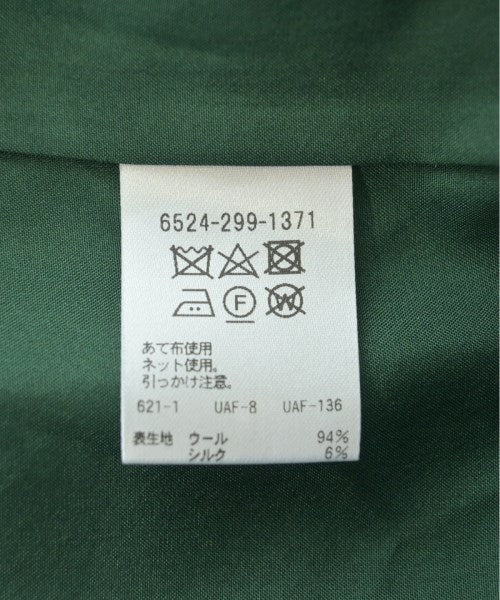 6524-299-1371
F W
あて布使用
ネット使用。
引っかけ注意。
621-1 UAF-8 UAF-136
表生地 ウール 94%
シルク 6%